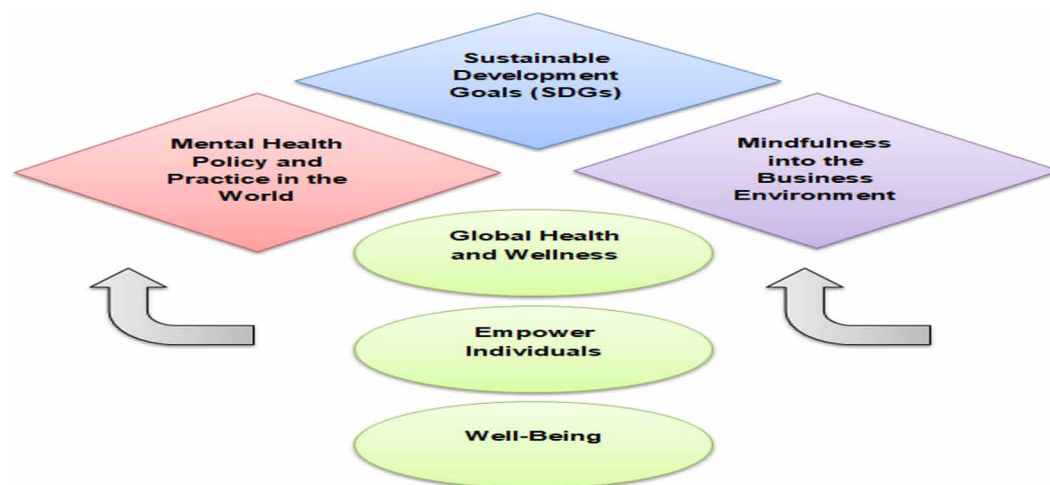 Sustainable
Development
Goals (SDGs)
Mental Health
Policy and
Practice in the
World
Mindfulness
into the
Business
Environment
Global Health
and Wellness
Empower
Individuals
Well-Being